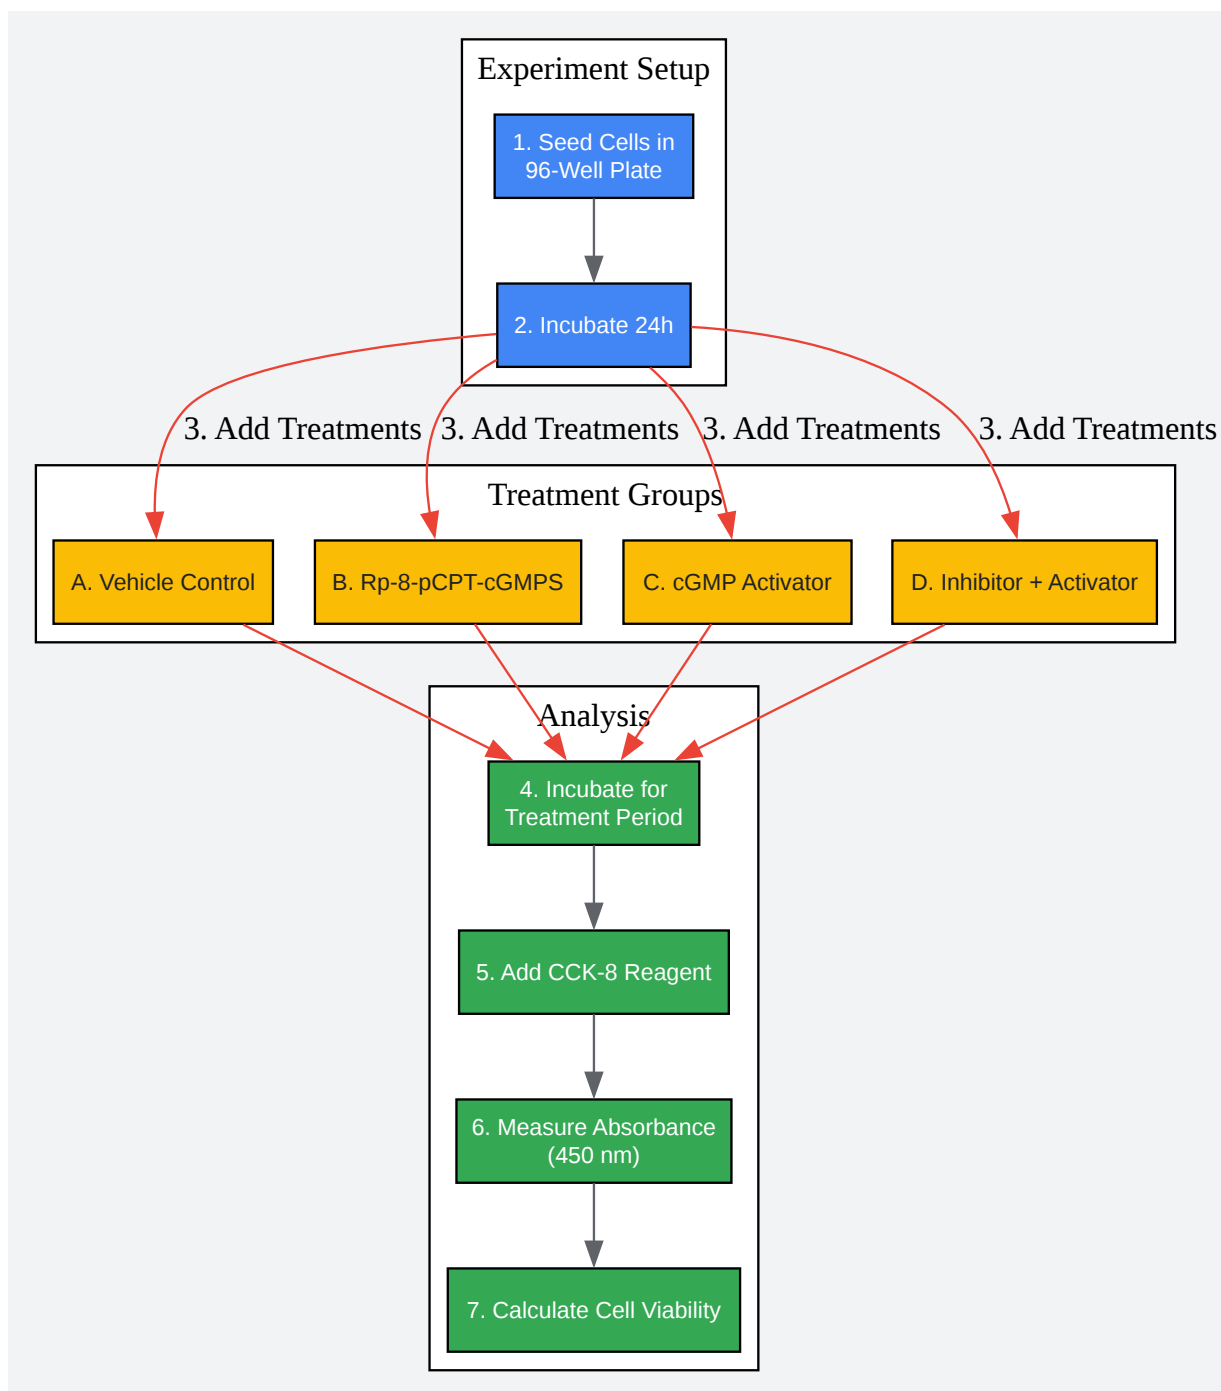 Experiment Setup
1. Seed Cells in
96-Well Plate
2. Incubate 24h
3. Add Treatments
3. Add Treatments
3. Add Treatments
3. Add Treatments
Treatment Groups
A. Vehicle Control
B. Rp-8-pCPT-cGMPS
C. cGMP Activator
D. Inhibitor + Activator
Analysis
4. Incubate for
Treatment Period
5. Add CCK-8 Reagent
6. Measure Absorbance
(450 nm)
7. Calculate Cell Viability